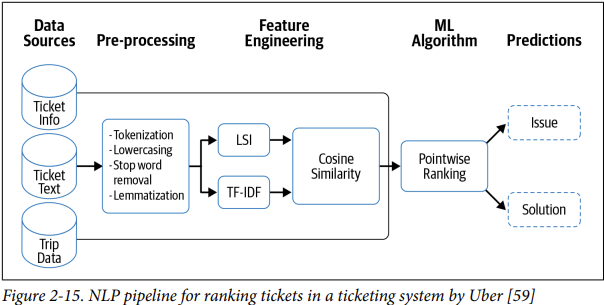 Data Sources
Pre-processing
Feature Engineering
ML Algorithm
Predictions
Ticket Info
Ticket Text
Trip Data
- Tokenization
- Lowercasing
- Stop word
removal
- Lemmatization
LSI
TF-IDF
Cosine
Similarity
Pointwise
Ranking
Issue
Solution
Figure 2-15. NLP pipeline for ranking tickets in a ticketing system by Uber [59]